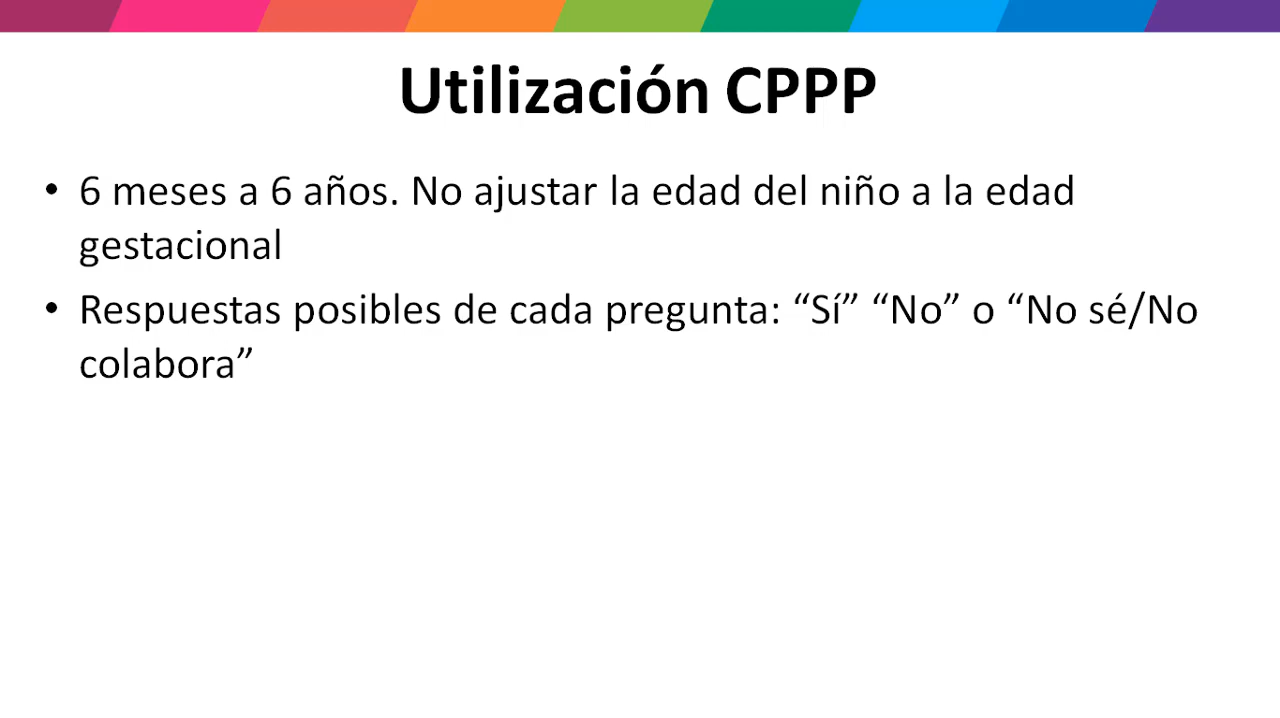 Utilización CPPP
• 6 meses a 6 años. No ajustar la edad del niño a la edad
gestacional
• Respuestas posibles de cada pregunta: “Sí” “No” o “No sé/No
colabora”